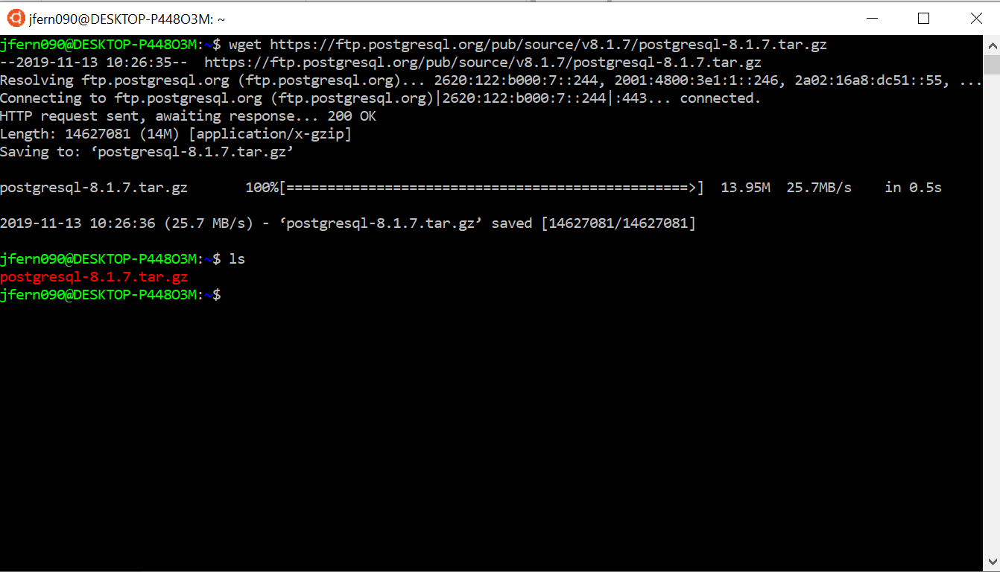 jfern090@DESKTOP-P448O3M: ~
jfern090@DESKTOP-P448O3M:~$ wget https://ftp.postgresql.org/pub/source/v8.1.7/postgresql-8.1.7.tar.gz
--2019-11-13 10:26:35--  https://ftp.postgresql.org/pub/source/v8.1.7/postgresql-8.1.7.tar.gz
Resolving ftp.postgresql.org (ftp.postgresql.org)... 2620:122:b000:7::244, 2001:4800:3e1:1::246, 2a02:16a8:dc51::55, ...
Connecting to ftp.postgresql.org (ftp.postgresql.org)|2620:122:b000:7::244|:443... connected.
HTTP request sent, awaiting response... 200 OK
Length: 14627081 (14M) [application/x-gzip]
Saving to: ‘postgresql-8.1.7.tar.gz’
postgresql-8.1.7.tar.gz       100%[=================================================>]  13.95M  25.7MB/s    in 0.5s
2019-11-13 10:26:36 (25.7 MB/s) - ‘postgresql-8.1.7.tar.gz’ saved [14627081/14627081]
jfern090@DESKTOP-P448O3M:~$ ls
postgresql-8.1.7.tar.gz
jfern090@DESKTOP-P448O3M:~$